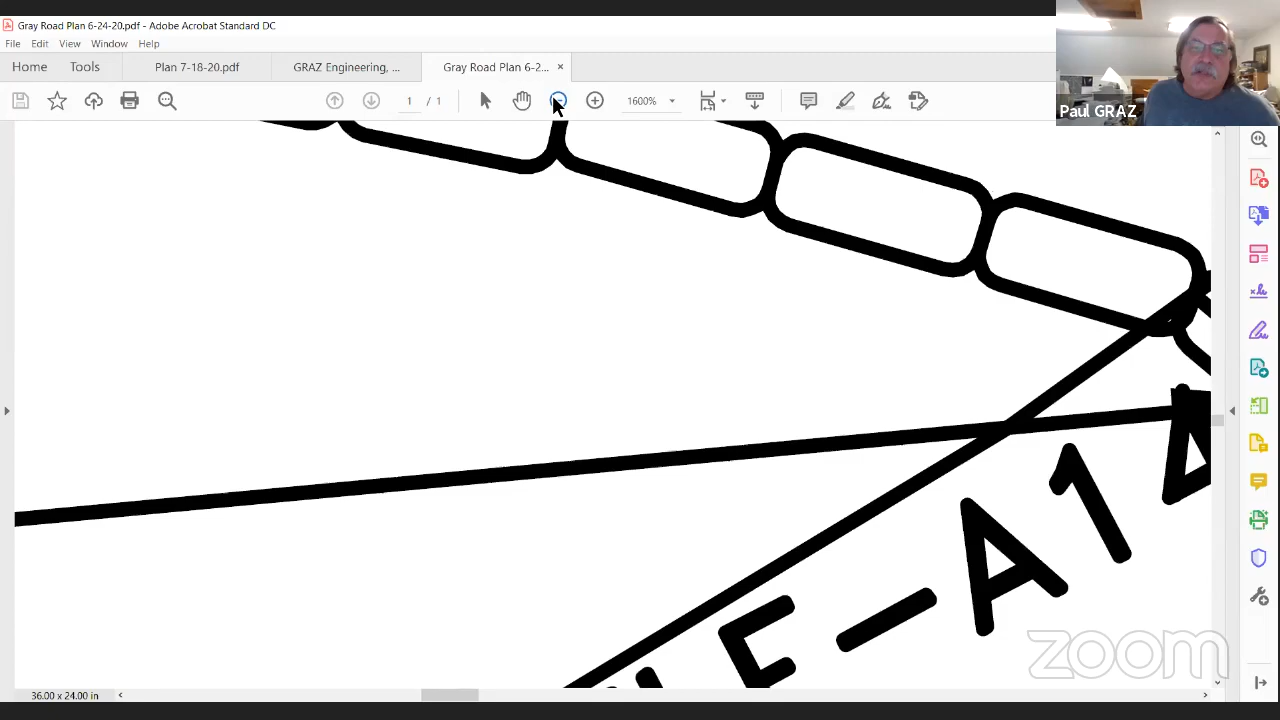 Gray Road Plan 6-24-20.pdf - Adobe Acrobat Standard DC
File Edit View Window Help
Home Tools Plan 7-18-20.pdf GRAZ Engineering, ... Gray Road Plan 6-2... ×
1 / 1600%
Paul GRAZ
E-A1
36.00 x 24.00 in
zoom